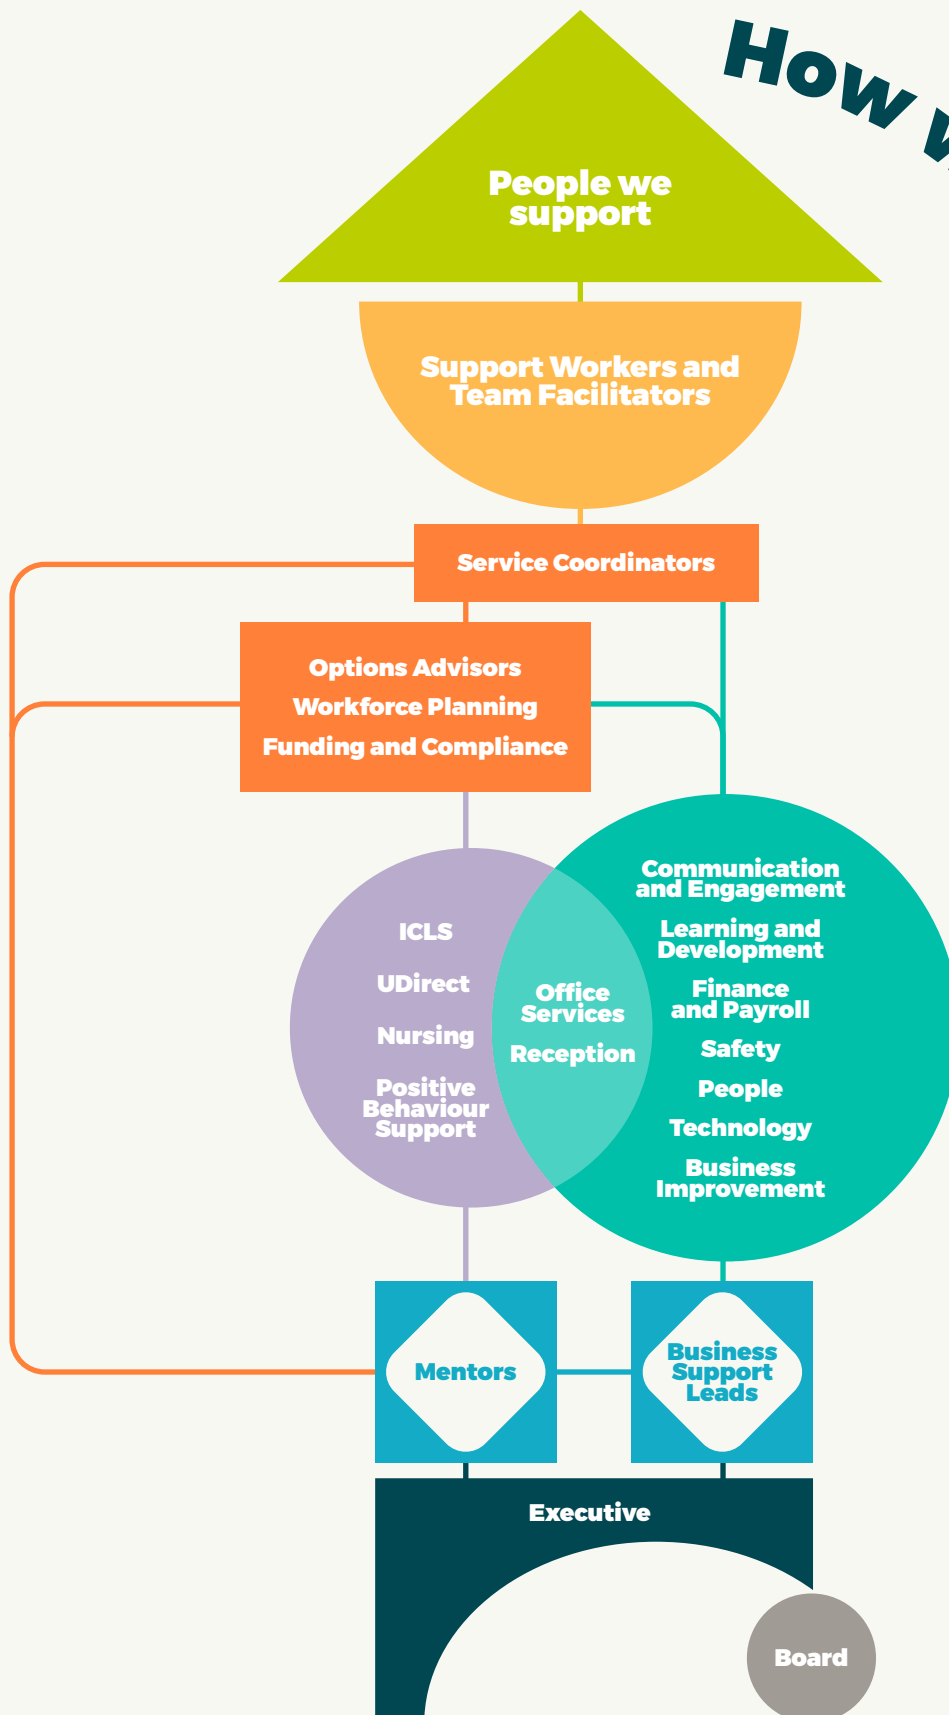 How
People we
support
Support Workers and
Team Facilitators
Service Coordinators
Options Advisors
Workforce Planning
Funding and Compliance
ICLS
UDirect
Nursing
Positive
Behaviour
Support
Office
Services
Reception
Communication
and Engagement
Learning and
Development
Finance
and Payroll
Safety
People
Technology
Business
Improvement
Mentors
Business
Support
Leads
Executive
Board